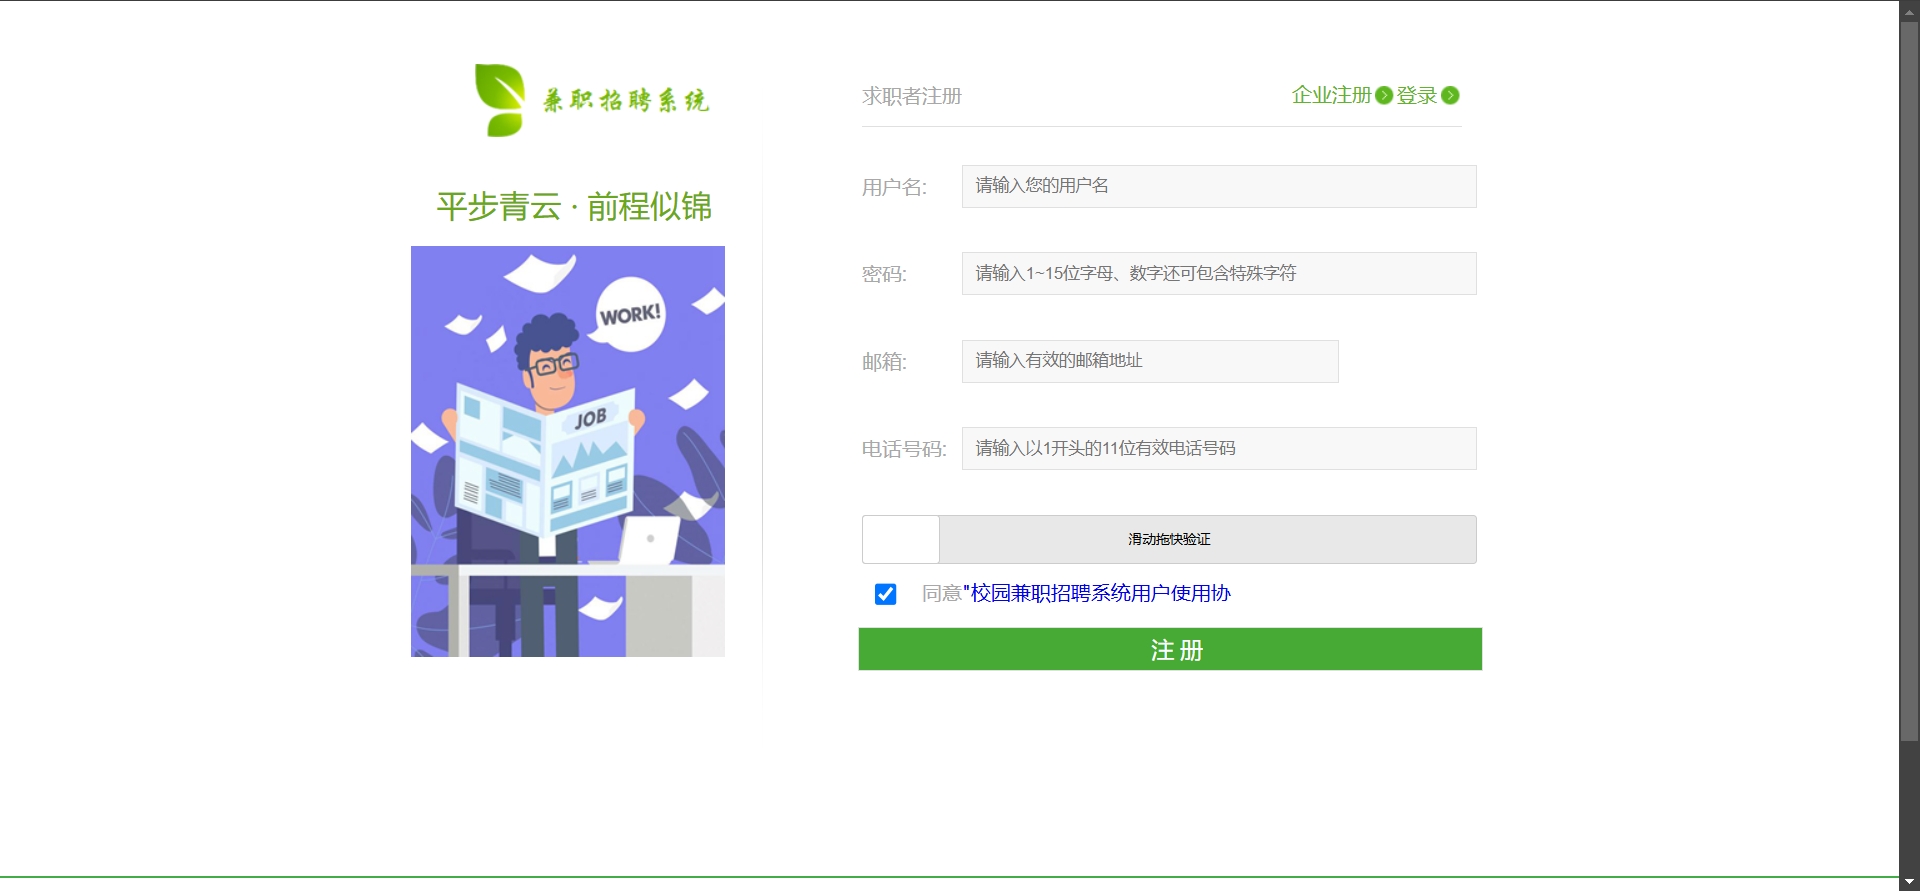 兼职招聘系统
平步青云 · 前程似锦
WORK!
JOB
求职者注册
企业注册 登录
用户名: 请输入您的用户名
密码: 请输入1~15位字母、数字还可包含特殊字符
邮箱: 请输入有效的邮箱地址
电话号码: 请输入以1开头的11位有效电话号码
滑动拖快验证
同意"校园兼职招聘系统用户使用协
注 册